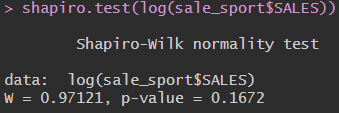 > shapiro.test(log(sale_sport$SALES))
Shapiro-Wilk normality test
data:  log(sale_sport$SALES)
W = 0.97121, p-value = 0.1672